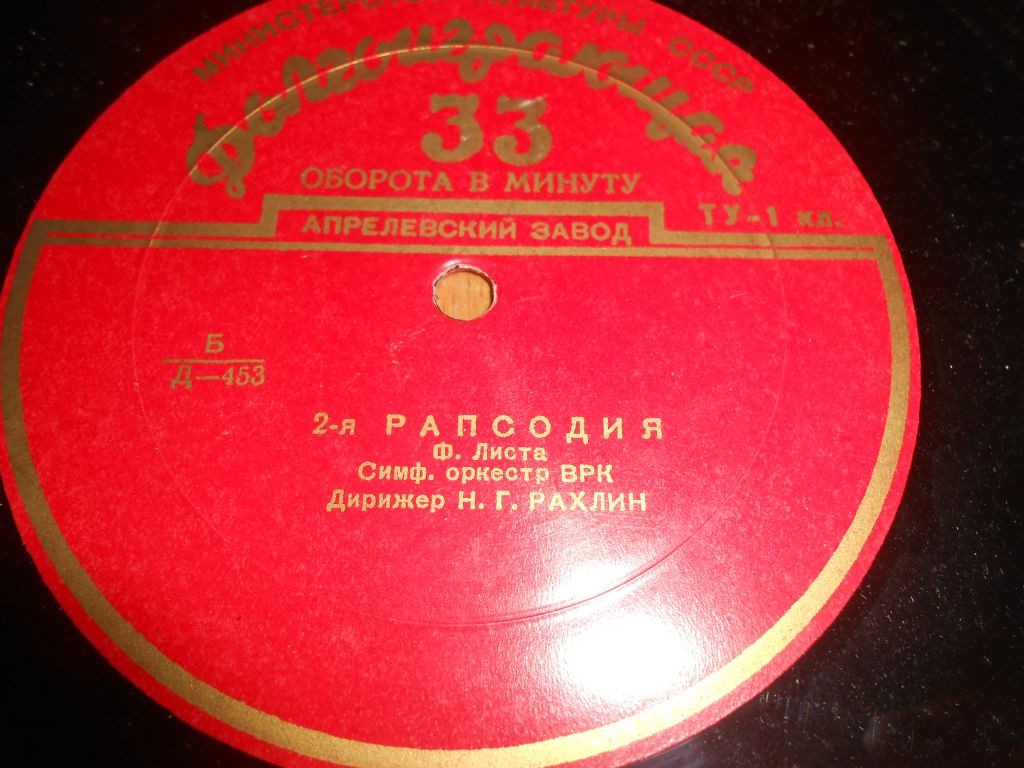 МИНИСТЕРСТВО КУЛЬТУРЫ СССР
Долгоиграющая
33
ОБОРОТА В МИНУТУ
ТУ-1 кл.
АПРЕЛЕВСКИЙ ЗАВОД
Б
Д—453
2-я РАПСОДИЯ
Ф. Листа
Симф. оркестр ВРК
Дирижер Н. Г. РАХЛИН